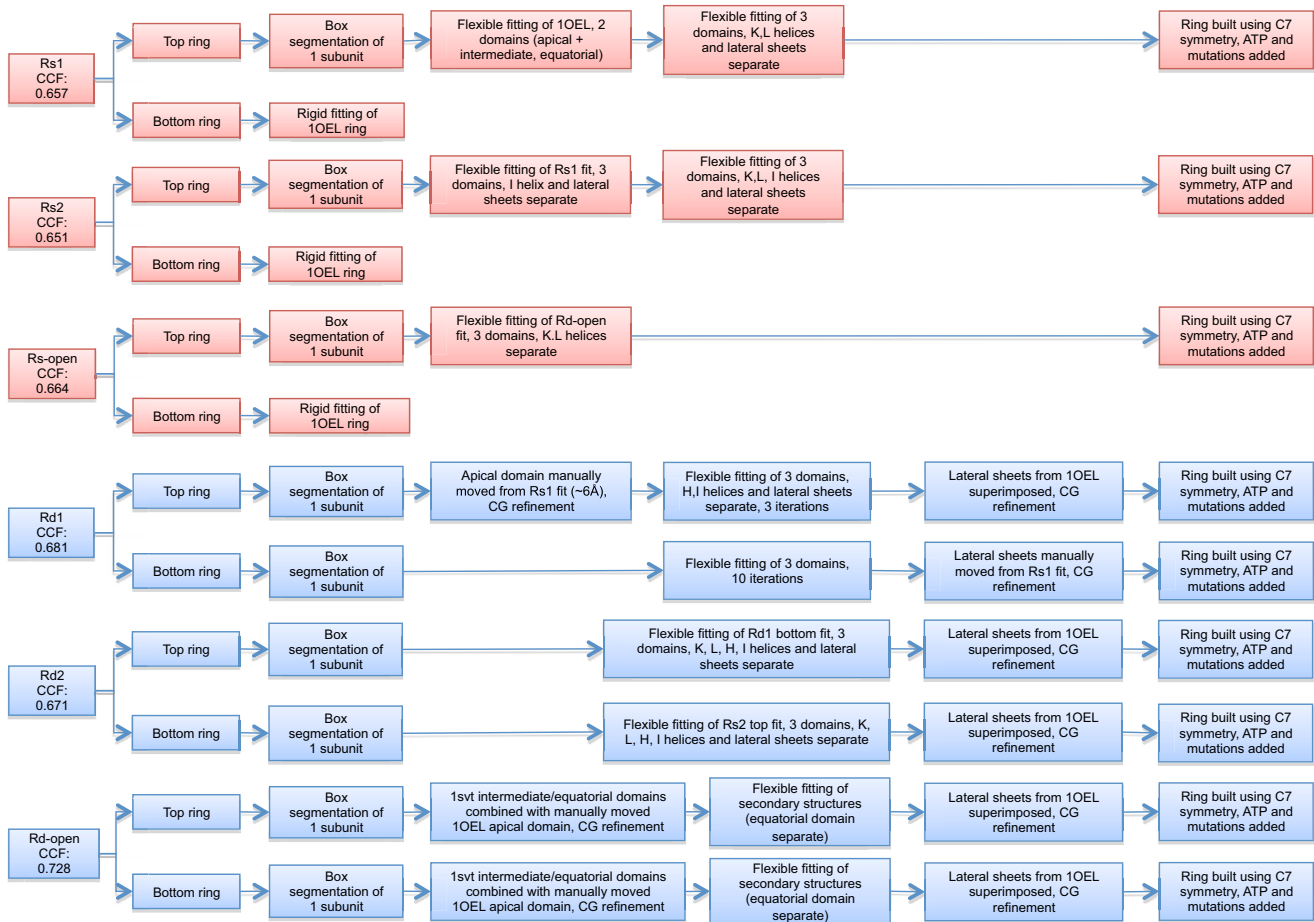 Rs1
CCF:
0.657
Top ring
Box
segmentation of
1 subunit
Flexible fitting of 1OEL, 2
domains (apical +
intermediate, equatorial)
Flexible fitting of 3
domains, K,L helices
and lateral sheets
separate
Ring built using C7
symmetry, ATP and
mutations added
Bottom ring
Rigid fitting of
1OEL ring
Rs2
CCF:
0.651
Top ring
Box
segmentation of
1 subunit
Flexible fitting of Rs1 fit, 3
domains, I helix and lateral
sheets separate
Flexible fitting of 3
domains, K,L, I helices
and lateral sheets
separate
Ring built using C7
symmetry, ATP and
mutations added
Bottom ring
Rigid fitting of
1OEL ring
Rs-open
CCF:
0.664
Top ring
Box
segmentation of
1 subunit
Flexible fitting of Rd-open
fit, 3 domains, K.L helices
separate
Ring built using C7
symmetry, ATP and
mutations added
Bottom ring
Rigid fitting of
1OEL ring
Rd1
CCF:
0.681
Top ring
Box
segmentation of
1 subunit
Apical domain manually
moved from Rs1 fit (~6Å),
CG refinement
Flexible fitting of 3 domains,
H,I helices and lateral sheets
separate, 3 iterations
Lateral sheets from 1OEL
superimposed, CG
refinement
Ring built using C7
symmetry, ATP and
mutations added
Bottom ring
Box
segmentation of
1 subunit
Flexible fitting of 3 domains,
10 iterations
Lateral sheets manually
moved from Rs1 fit, CG
refinement
Ring built using C7
symmetry, ATP and
mutations added
Rd2
CCF:
0.671
Top ring
Box
segmentation of
1 subunit
Flexible fitting of Rd1 bottom fit, 3
domains, K, L, H, I helices and lateral
sheets separate
Lateral sheets from 1OEL
superimposed, CG
refinement
Ring built using C7
symmetry, ATP and
mutations added
Bottom ring
Box
segmentation of
1 subunit
Flexible fitting of Rs2 top fit, 3 domains, K,
L, H, I helices and lateral sheets separate
Lateral sheets from 1OEL
superimposed, CG
refinement
Ring built using C7
symmetry, ATP and
mutations added
Rd-open
CCF:
0.728
Top ring
Box
segmentation of
1 subunit
1svt intermediate/equatorial domains
combined with manually moved
1OEL apical domain, CG refinement
Flexible fitting of
secondary structures
(equatorial domain
separate)
Lateral sheets from 1OEL
superimposed, CG
refinement
Ring built using C7
symmetry, ATP and
mutations added
Bottom ring
Box
segmentation of
1 subunit
1svt intermediate/equatorial domains
combined with manually moved
1OEL apical domain, CG refinement
Flexible fitting of
secondary structures
(equatorial domain
separate)
Lateral sheets from 1OEL
superimposed, CG
refinement
Ring built using C7
symmetry, ATP and
mutations added